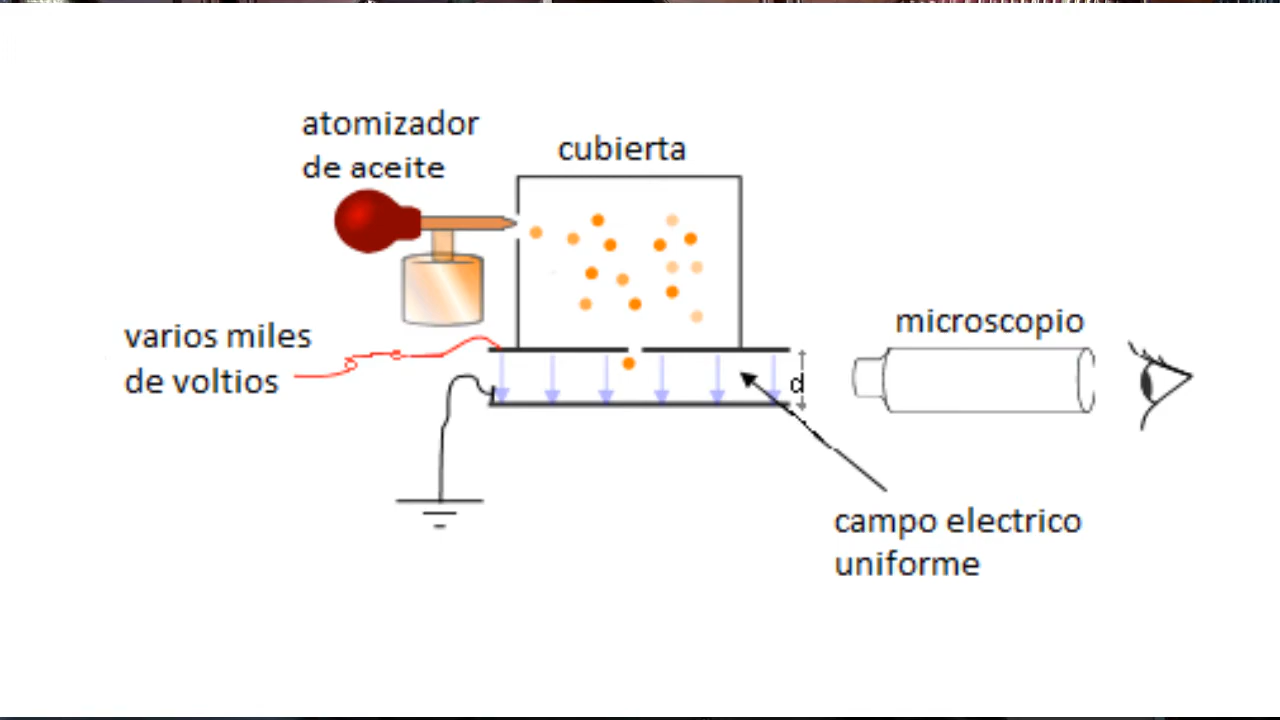 atomizador
de aceite
cubierta
varios miles
de voltios
microscopio
d
campo electrico
uniforme